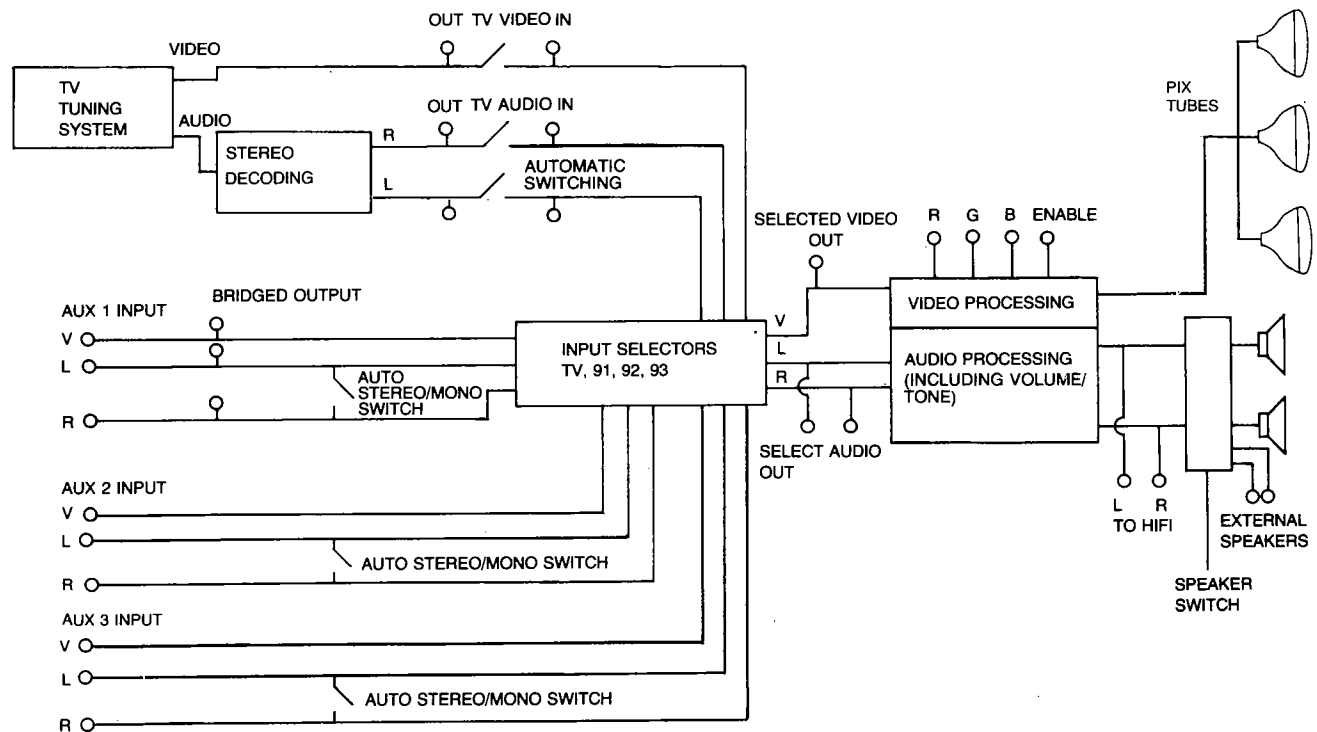 OUT TV VIDEO IN
VIDEO
TV
TUNING
SYSTEM
AUDIO
OUT TV AUDIO IN
R
STEREO
DECODING
L
AUTOMATIC
SWITCHING
PIX
TUBES
SELECTED VIDEO
OUT
R G B ENABLE
VIDEO PROCESSING
AUX 1 INPUT
BRIDGED OUTPUT
V
L
R
AUTO
STEREO/MONO
SWITCH
INPUT SELECTORS
TV, 91, 92, 93
V
L
R
AUDIO PROCESSING
(INCLUDING VOLUME/
TONE)
SELECT AUDIO
OUT
L R
TO HIFI
EXTERNAL
SPEAKERS
SPEAKER
SWITCH
AUX 2 INPUT
V
L
R
AUTO STEREO/MONO SWITCH
AUX 3 INPUT
V
L
R
AUTO STEREO/MONO SWITCH